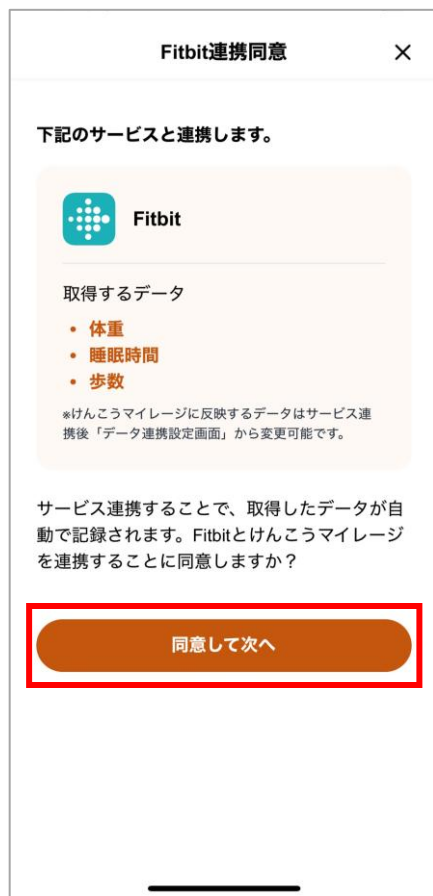 Fitbit連携同意
下記のサービスと連携します。
Fitbit
取得するデータ
• 体重
• 睡眠時間
• 歩数
※けんこうマイレージに反映するデータはサービス連
携後「データ連携設定画面」から変更可能です。
サービス連携することで、取得したデータが自
動で記録されます。Fitbitとけんこうマイレージ
を連携することに同意しますか？
同意して次へ